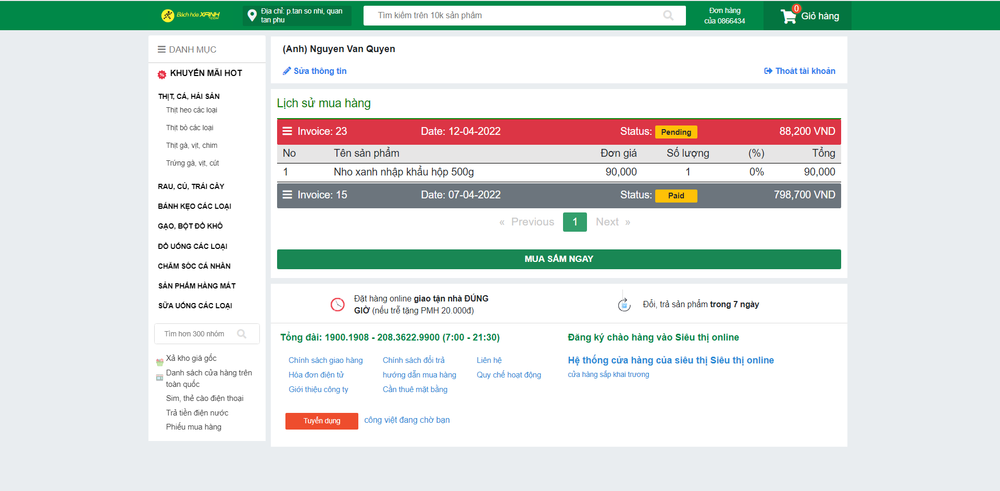 Bách hóa XANH .COM
Địa chỉ: p.tan so nhi, quan
tan phu
Tìm kiếm trên 10k sản phẩm
Đơn hàng
của 0866434
0
Giỏ hàng
DANH MỤC
% KHUYẾN MÃI HOT
THỊT, CÁ, HẢI SẢN
Thịt heo các loại
Thịt bò các loại
Thịt gà, vịt, chim
Trứng gà, vịt, cút
RAU, CỦ, TRÁI CÂY
BÁNH KẸO CÁC LOẠI
GẠO, BỘT ĐỒ KHÔ
ĐỒ UỐNG CÁC LOẠI
CHĂM SÓC CÁ NHÂN
SẢN PHẨM HÀNG MÁT
SỮA UỐNG CÁC LOẠI
Tìm hơn 300 nhóm
Xả kho giá gốc
Danh sách cửa hàng trên
toàn quốc
Sim, thẻ cào điện thoại
Trả tiền điện nước
Phiếu mua hàng
(Anh) Nguyen Van Quyen
Sửa thông tin
Thoát tài khoản
Lịch sử mua hàng
Invoice: 23 Date: 12-04-2022 Status: Pending 88,200 VND
No Tên sản phẩm Đơn giá Số lượng (%) Tổng
1 Nho xanh nhập khẩu hộp 500g 90,000 1 0% 90,000
Invoice: 15 Date: 07-04-2022 Status: Paid 798,700 VND
« Previous 1 Next »
MUA SẮM NGAY
Đặt hàng online giao tận nhà ĐÚNG
GIỜ (nếu trễ tặng PMH 20.000đ)
Đổi, trả sản phẩm trong 7 ngày
Tổng đài: 1900.1908 - 208.3622.9900 (7:00 - 21:30)
Chính sách giao hàng Chính sách đổi trả Liên hệ
Hóa đơn điện tử hướng dẫn mua hàng Quy chế hoạt động
Giới thiệu công ty Cần thuê mặt bằng
Tuyển dụng công việt đang chờ bạn
Đăng ký chào hàng vào Siêu thị online
Hệ thống cửa hàng của siêu thị Siêu thị online
cửa hàng sắp khai trương